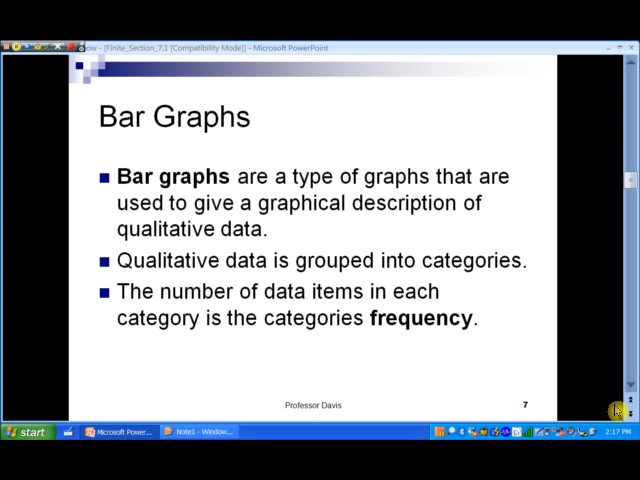 ow - [Finite_Section_7.1 [Compatibility Mode]] - Microsoft PowerPoint
Bar Graphs
Bar graphs are a type of graphs that are
used to give a graphical description of
qualitative data.
Qualitative data is grouped into categories.
The number of data items in each
category is the categories frequency.
Professor Davis
7
start
Microsoft PowerP...
Note1 - Window...
2:17 PM